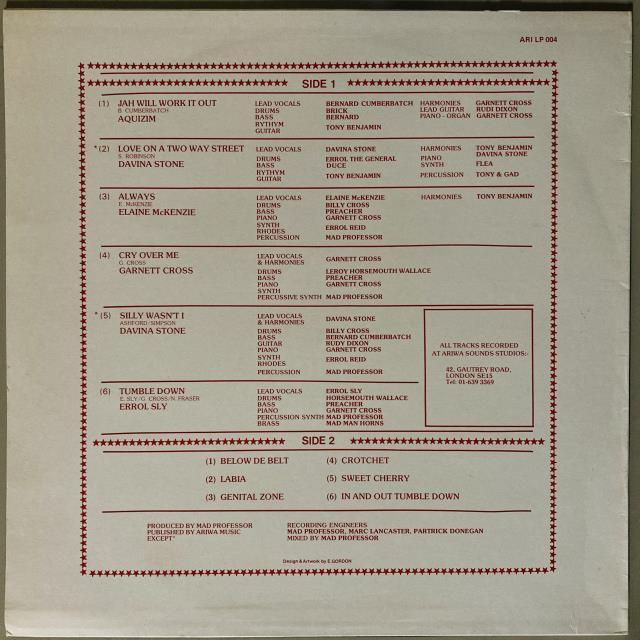 ARI LP 004
SIDE 1
(1) JAH WILL WORK IT OUT
B. CUMBERBATCH
AQUIZIM
LEAD VOCALS BERNARD CUMBERBATCH
DRUMS BRICK
BASS BERNARD
RYTHYM
GUITAR TONY BENJAMIN
HARMONIES GARNETT CROSS
LEAD GUITAR RUDI DIXON
PIANO - ORGAN GARNETT CROSS
*(2) LOVE ON A TWO WAY STREET
S. ROBINSON
DAVINA STONE
LEAD VOCALS DAVINA STONE
DRUMS ERROL THE GENERAL
BASS DUCE
RYTHYM
GUITAR TONY BENJAMIN
HARMONIES TONY BENJAMIN
DAVINA STONE
PIANO
SYNTH FLEA
PERCUSSION TONY & GAD
(3) ALWAYS
E. McKENZIE
ELAINE McKENZIE
LEAD VOCALS ELAINE McKENZIE
DRUMS BILLY CROSS
BASS PREACHER
PIANO GARNETT CROSS
SYNTH
RHODES ERROL REID
PERCUSSION MAD PROFESSOR
HARMONIES TONY BENJAMIN
(4) CRY OVER ME
G. CROSS
GARNETT CROSS
LEAD VOCALS
& HARMONIES GARNETT CROSS
DRUMS LEROY HORSEMOUTH WALLACE
BASS PREACHER
PIANO GARNETT CROSS
SYNTH
PERCUSSIVE SYNTH MAD PROFESSOR
*(5) SILLY WASN'T I
ASHFORD/SIMPSON
DAVINA STONE
LEAD VOCALS
& HARMONIES DAVINA STONE
DRUMS BILLY CROSS
BASS BERNARD CUMBERBATCH
GUITAR RUDY DIXON
PIANO GARNETT CROSS
SYNTH
RHODES ERROL REID
PERCUSSION MAD PROFESSOR
ALL TRACKS RECORDED
AT ARIWA SOUNDS STUDIOS:-
42, GAUTREY ROAD,
LONDON SE15
Tel: 01-639 3369
(6) TUMBLE DOWN
E. SLY/G. CROSS/N. FRASER
ERROL SLY
LEAD VOCALS ERROL SLY
DRUMS HORSEMOUTH WALLACE
BASS PREACHER
PIANO GARNETT CROSS
PERCUSSION SYNTH MAD PROFESSOR
BRASS MAD MAN HORNS
SIDE 2
(1) BELOW DE BELT
(2) LABIA
(3) GENITAL ZONE
(4) CROTCHET
(5) SWEET CHERRY
(6) IN AND OUT TUMBLE DOWN
PRODUCED BY MAD PROFESSOR
PUBLISHED BY ARIWA MUSIC
EXCEPT*
RECORDING ENGINEERS
MAD PROFESSOR, MARC LANCASTER, PARTRICK DONEGAN
MIXED BY MAD PROFESSOR
Design & Artwork by E.GORDON